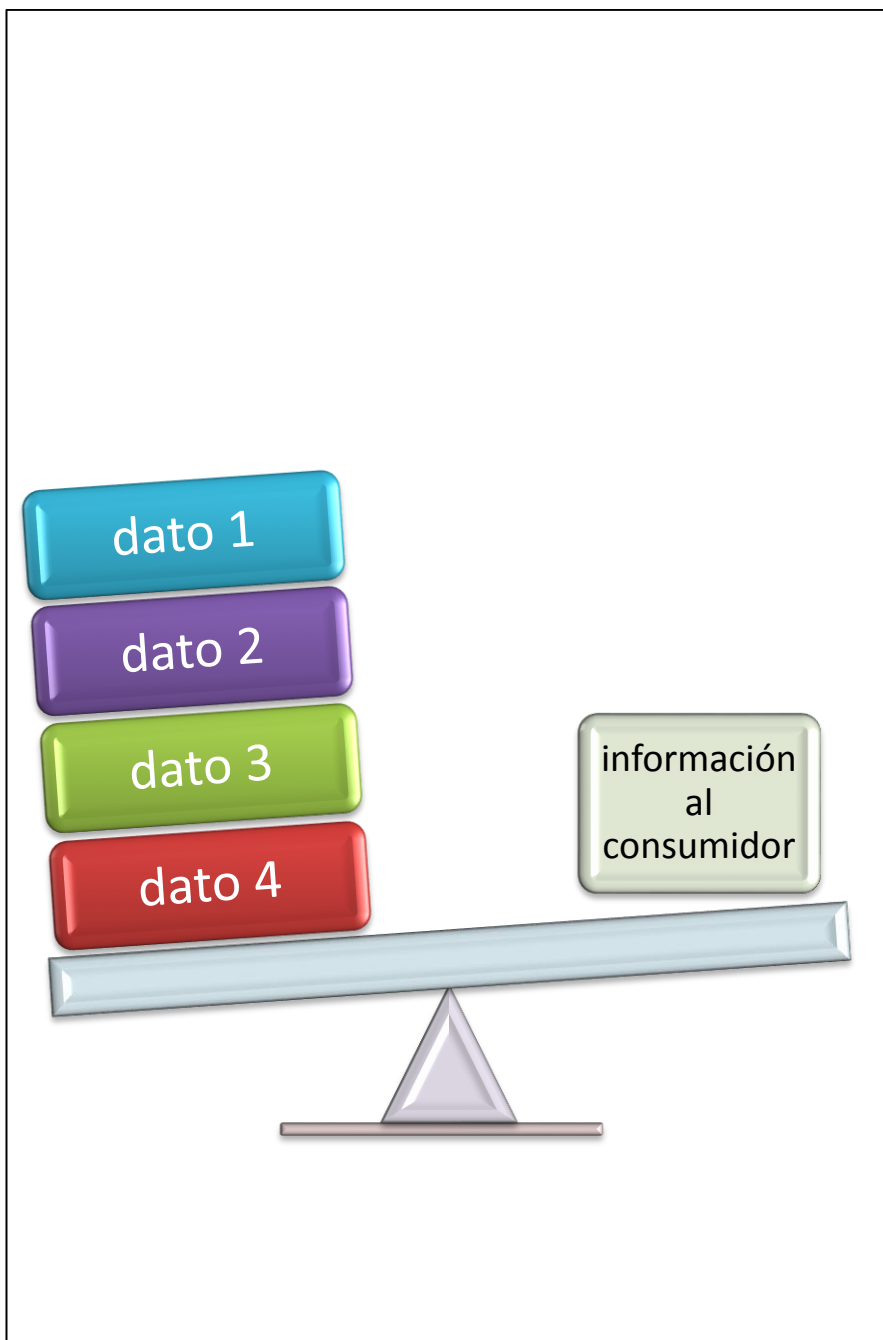 dato 1
dato 2
dato 3
dato 4
información
al
consumidor